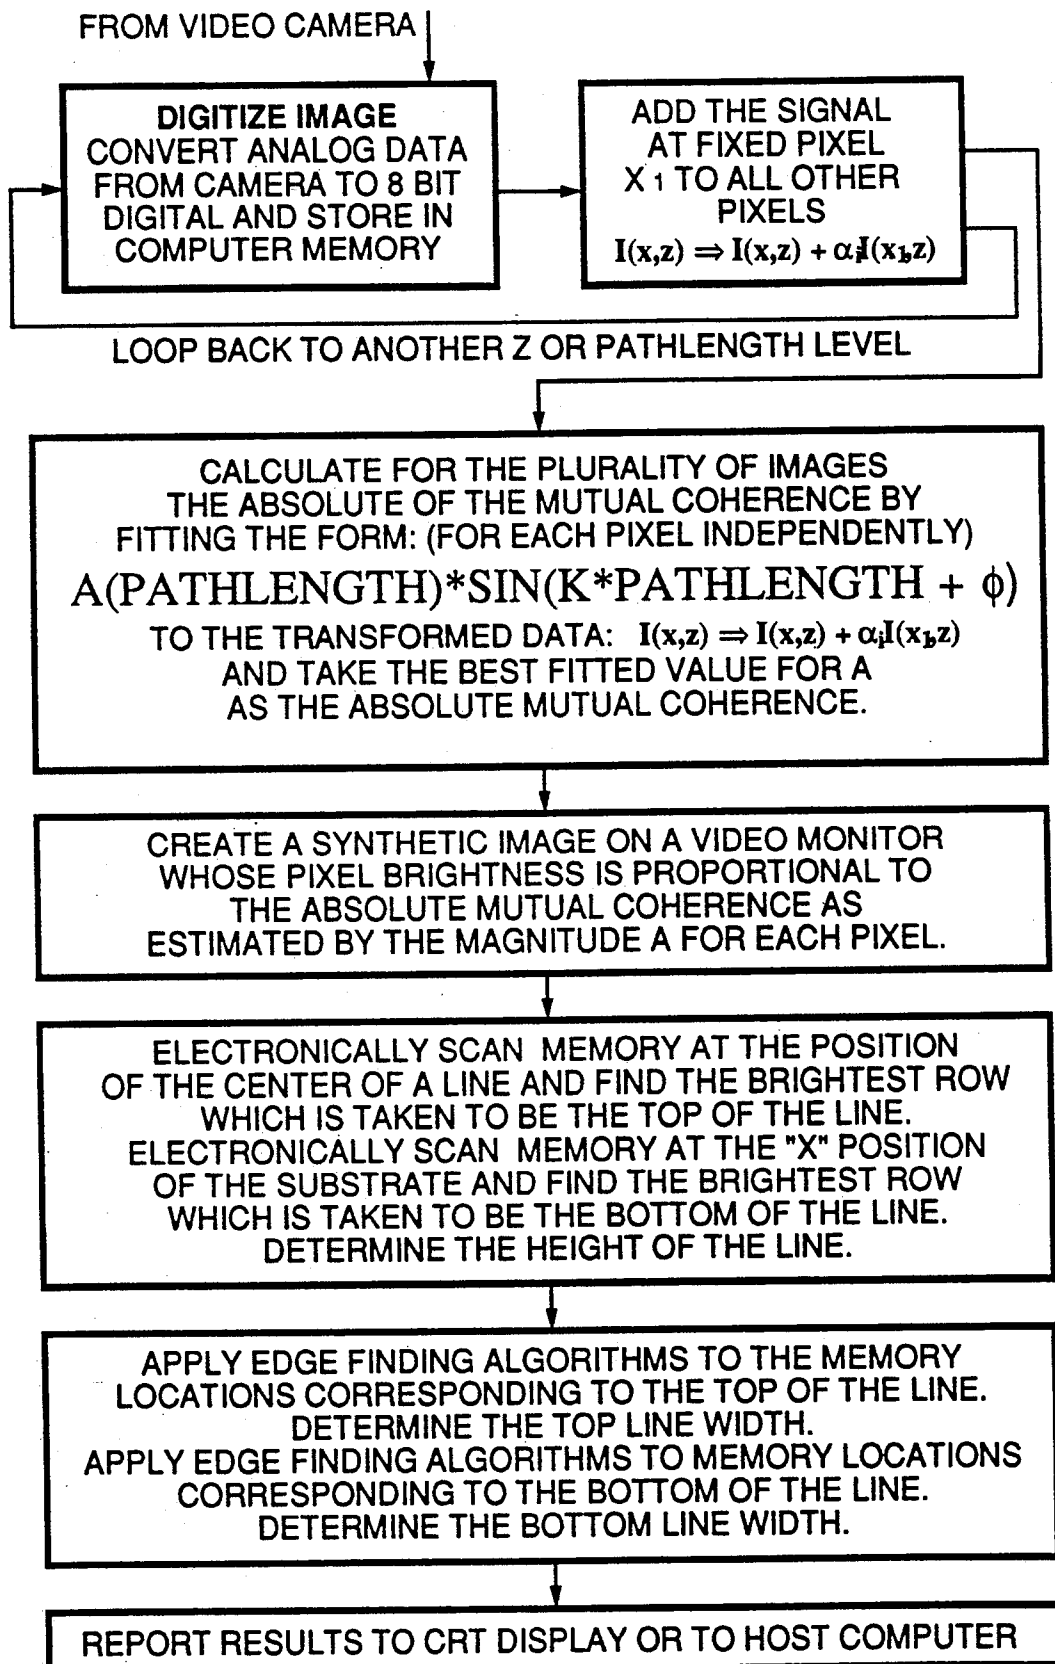 FROM VIDEO CAMERA
DIGITIZE IMAGE
CONVERT ANALOG DATA
FROM CAMERA TO 8 BIT
DIGITAL AND STORE IN
COMPUTER MEMORY
ADD THE SIGNAL
AT FIXED PIXEL
X 1 TO ALL OTHER
PIXELS
I(x,z) ⇒ I(x,z) + αᵢI(x₁,z)
LOOP BACK TO ANOTHER Z OR PATHLENGTH LEVEL
CALCULATE FOR THE PLURALITY OF IMAGES
THE ABSOLUTE OF THE MUTUAL COHERENCE BY
FITTING THE FORM: (FOR EACH PIXEL INDEPENDENTLY)
A(PATHLENGTH)*SIN(K*PATHLENGTH + ϕ)
TO THE TRANSFORMED DATA: I(x,z) ⇒ I(x,z) + αᵢI(x₁,z)
AND TAKE THE BEST FITTED VALUE FOR A
AS THE ABSOLUTE MUTUAL COHERENCE.
CREATE A SYNTHETIC IMAGE ON A VIDEO MONITOR
WHOSE PIXEL BRIGHTNESS IS PROPORTIONAL TO
THE ABSOLUTE MUTUAL COHERENCE AS
ESTIMATED BY THE MAGNITUDE A FOR EACH PIXEL.
ELECTRONICALLY SCAN MEMORY AT THE POSITION
OF THE CENTER OF A LINE AND FIND THE BRIGHTEST ROW
WHICH IS TAKEN TO BE THE TOP OF THE LINE.
ELECTRONICALLY SCAN MEMORY AT THE "X" POSITION
OF THE SUBSTRATE AND FIND THE BRIGHTEST ROW
WHICH IS TAKEN TO BE THE BOTTOM OF THE LINE.
DETERMINE THE HEIGHT OF THE LINE.
APPLY EDGE FINDING ALGORITHMS TO THE MEMORY
LOCATIONS CORRESPONDING TO THE TOP OF THE LINE.
DETERMINE THE TOP LINE WIDTH.
APPLY EDGE FINDING ALGORITHMS TO MEMORY LOCATIONS
CORRESPONDING TO THE BOTTOM OF THE LINE.
DETERMINE THE BOTTOM LINE WIDTH.
REPORT RESULTS TO CRT DISPLAY OR TO HOST COMPUTER